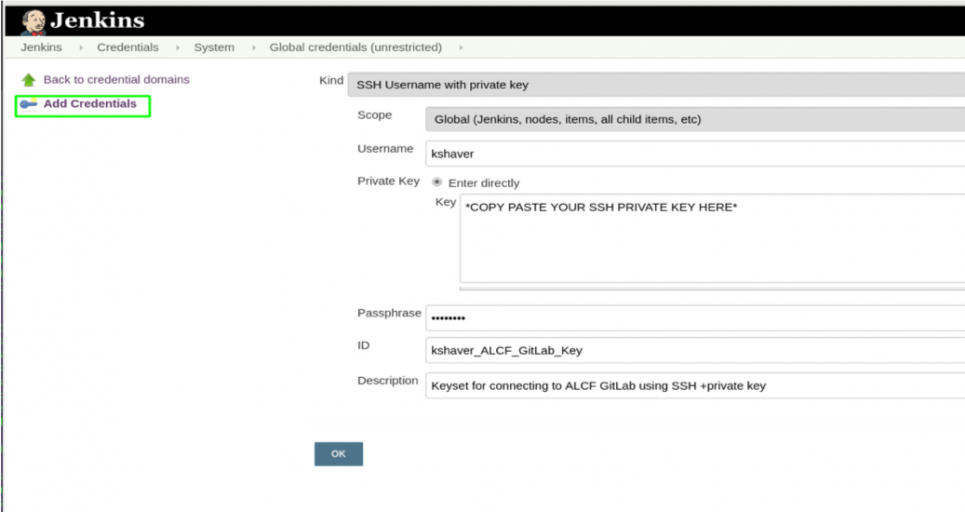 Jenkins
Jenkins › Credentials › System › Global credentials (unrestricted) ›
Back to credential domains
Add Credentials
Kind SSH Username with private key
Scope Global (Jenkins, nodes, items, all child items, etc)
Username kshaver
Private Key Enter directly
Key *COPY PASTE YOUR SSH PRIVATE KEY HERE*
Passphrase ••••••••
ID kshaver_ALCF_GitLab_Key
Description Keyset for connecting to ALCF GitLab using SSH +private key
OK